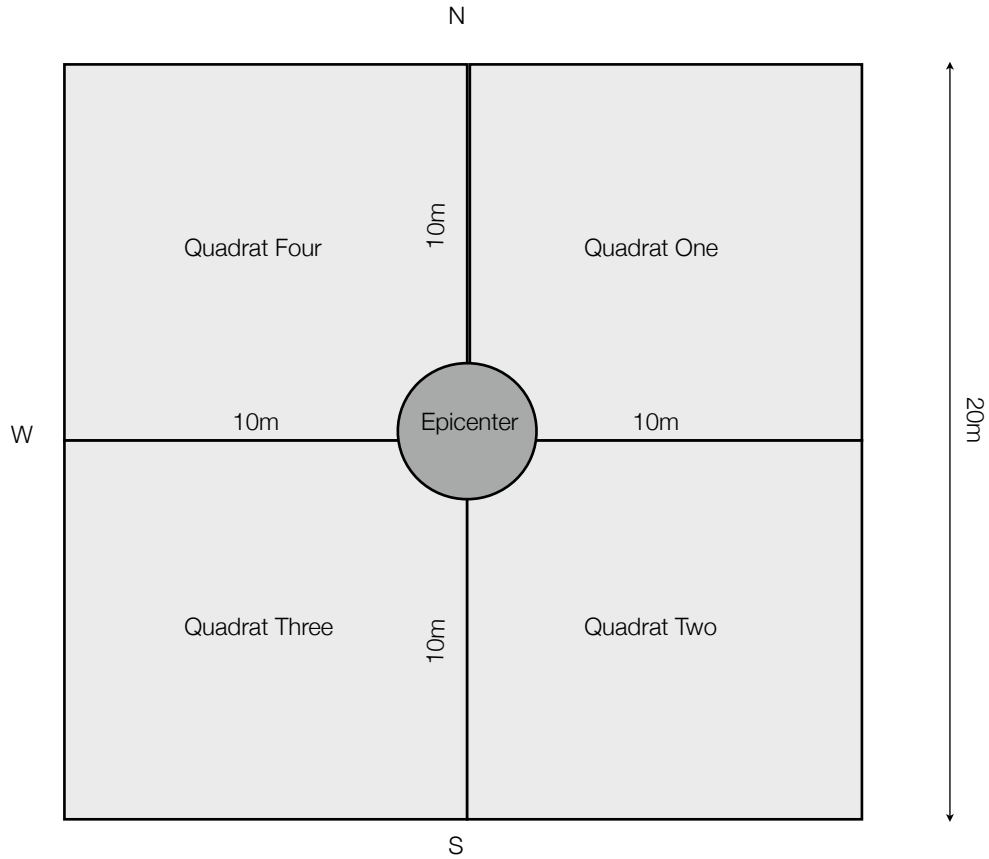 N
10m
Quadrat Four
Quadrat One
10m
Epicenter
10m
20m
W
Quadrat Three
10m
Quadrat Two
S